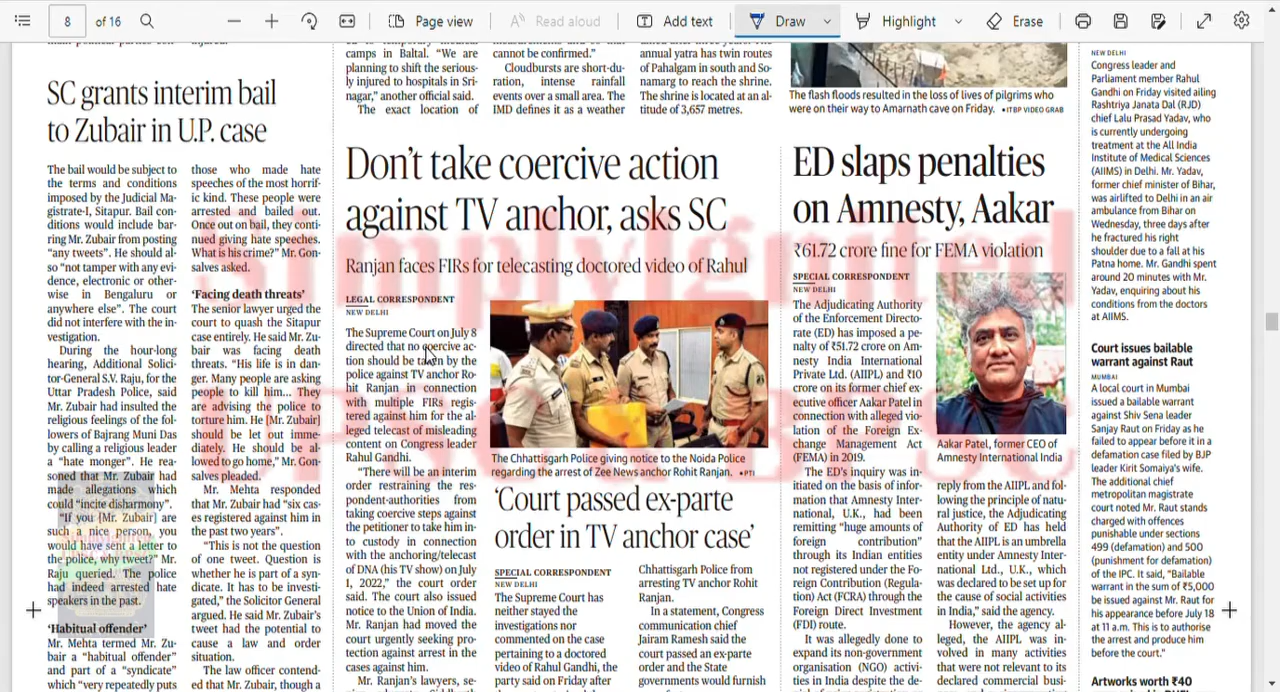 8
of 16
Page view
Read aloud
Add text
Draw
Highlight
Erase
SC grants interim bail
to Zubair in U.P. case
The bail would be subject to
the terms and conditions
imposed by the Judicial Ma-
gistrate-I, Sitapur. Bail con-
ditions would include bar-
ring Mr. Zubair from posting
“any tweets”. He should al-
so “not tamper with any evi-
dence, electronic or other-
wise in Bengaluru or
anywhere else”. The court
did not interfere with the in-
vestigation.
During the hour-long
hearing, Additional Solici-
tor-General S.V. Raju, for the
Uttar Pradesh Police, said
Mr. Zubair had insulted the
religious feelings of the fol-
lowers of Bajrang Muni Das
by calling a religious leader
a “hate monger”. He rea-
soned that Mr. Zubair had
made allegations which
could “incite disharmony”.
“If you [Mr. Zubair] are
such a nice person, you
would have sent a letter to
the police, why tweet?” Mr.
Raju queried. The police
had indeed arrested hate
speakers in the past.
‘Habitual offender’
Mr. Mehta termed Mr. Zu-
bair a “habitual offender”
and part of a “syndicate”
which “very repeatedly puts
those who made hate
speeches of the most horrif-
ic kind. These people were
arrested and bailed out.
Once out on bail, they conti-
nued giving hate speeches.
What is his crime?” Mr. Gon-
salves asked.
‘Facing death threats’
The senior lawyer urged the
court to quash the Sitapur
case entirely. He said Mr. Zu-
bair was facing death
threats. “His life is in dan-
ger. Many people are asking
people to kill him... They
are advising the police to
torture him. He [Mr. Zubair]
should be let out imme-
diately. He should be al-
lowed to go home,” Mr. Gon-
salves pleaded.
Mr. Mehta responded
that Mr. Zubair had “six cas-
es registered against him in
the past two years”.
“This is not the question
of one tweet. Question is
whether he is part of a syn-
dicate. It has to be investi-
gated,” the Solicitor General
argued. He said Mr. Zubair’s
tweet had the potential to
cause a law and order
situation.
The law officer contend-
ed that Mr. Zubair, though a
camps in Baltal. “We are
planning to shift the serious-
ly injured to hospitals in Sri-
nagar,” another official said.
The exact location of
cannot be confirmed.”
Cloudbursts are short-du-
ration, intense rainfall
events over a small area. The
IMD defines it as a weather
annual yatra has twin routes
of Pahalgam in south and So-
namarg to reach the shrine.
The shrine is located at an al-
titude of 3,657 metres.
The flash floods resulted in the loss of lives of pilgrims who
were on their way to Amarnath cave on Friday. •ITBP VIDEO GRAB
Don’t take coercive action
against TV anchor, asks SC
Ranjan faces FIRs for telecasting doctored video of Rahul
LEGAL CORRESPONDENT
NEW DELHI
The Supreme Court on July 8
directed that no coercive ac-
tion should be taken by the
police against TV anchor Ro-
hit Ranjan in connection
with multiple FIRs regis-
tered against him for the al-
leged telecast of misleading
content on Congress leader
Rahul Gandhi.
“There will be an interim
order restraining the res-
pondent-authorities from
taking coercive steps against
the petitioner to take him in-
to custody in connection
with the anchoring/telecast
of DNA (his TV show) on July
1, 2022,” the court order
said. The court also issued
notice to the Union of India.
Mr. Ranjan had moved the
court urgently seeking pro-
tection against arrest in the
cases against him.
Mr. Ranjan’s lawyers, se-
The Chhattisgarh Police giving notice to the Noida Police
regarding the arrest of Zee News anchor Rohit Ranjan. •PTI
‘Court passed ex-parte
order in TV anchor case’
SPECIAL CORRESPONDENT
NEW DELHI
The Supreme Court has
neither stayed the
investigations nor
commented on the case
pertaining to a doctored
video of Rahul Gandhi, the
party said on Friday after
Chhattisgarh Police from
arresting TV anchor Rohit
Ranjan.
In a statement, Congress
communication chief
Jairam Ramesh said the
court passed an ex-parte
order and the State
governments would furnish
ED slaps penalties
on Amnesty, Aakar
₹61.72 crore fine for FEMA violation
SPECIAL CORRESPONDENT
NEW DELHI
The Adjudicating Authority
of the Enforcement Directo-
rate (ED) has imposed a pe-
nalty of ₹51.72 crore on Am-
nesty India International
Private Ltd. (AIIPL) and ₹10
crore on its former chief ex-
ecutive officer Aakar Patel in
connection with alleged vio-
lation of the Foreign Ex-
change Management Act
(FEMA) in 2019.
The ED’s inquiry was in-
itiated on the basis of infor-
mation that Amnesty Inter-
national, U.K., had been
remitting “huge amounts of
foreign contribution”
through its Indian entities
not registered under the Fo-
reign Contribution (Regula-
tion) Act (FCRA) through the
Foreign Direct Investment
(FDI) route.
It was allegedly done to
expand its non-government
organisation (NGO) activi-
Aakar Patel, former CEO of
Amnesty International India
reply from the AIIPL and fol-
lowing the principle of natu-
ral justice, the Adjudicating
Authority of ED has held
that the AIIPL is an umbrella
entity under Amnesty Inter-
national Ltd., U.K., which
was declared to be set up for
the cause of social activities
in India,” said the agency.
However, the agency al-
leged, the AIIPL was in-
volved in many activities
that were not relevant to its
declared commercial busi-
NEW DELHI
Congress leader and
Parliament member Rahul
Gandhi on Friday visited ailing
Rashtriya Janata Dal (RJD)
chief Lalu Prasad Yadav, who
is currently undergoing
treatment at the All India
Institute of Medical Sciences
(AIIMS) in Delhi. Mr. Yadav,
former chief minister of Bihar,
was airlifted to Delhi in an air
ambulance from Bihar on
Wednesday, three days after
he fractured his right
shoulder due to a fall at his
Patna home. Mr. Gandhi spent
around 20 minutes with Mr.
Yadav, enquiring about his
conditions from the doctors
at AIIMS.
Court issues bailable
warrant against Raut
MUMBAI
A local court in Mumbai
issued a bailable warrant
against Shiv Sena leader
Sanjay Raut on Friday as he
failed to appear before it in a
defamation case filed by BJP
leader Kirit Somaiya’s wife.
The additional chief
metropolitan magistrate
court noted Mr. Raut stands
charged with offences
punishable under sections
499 (defamation) and 500
(punishment for defamation)
of the IPC. It said, “Bailable
warrant in the sum of ₹5,000
be issued against Mr. Raut for
his appearance before July 18
at 11 a.m. This is to authorise
the arrest and produce him
before the court.”
Artworks worth ₹40